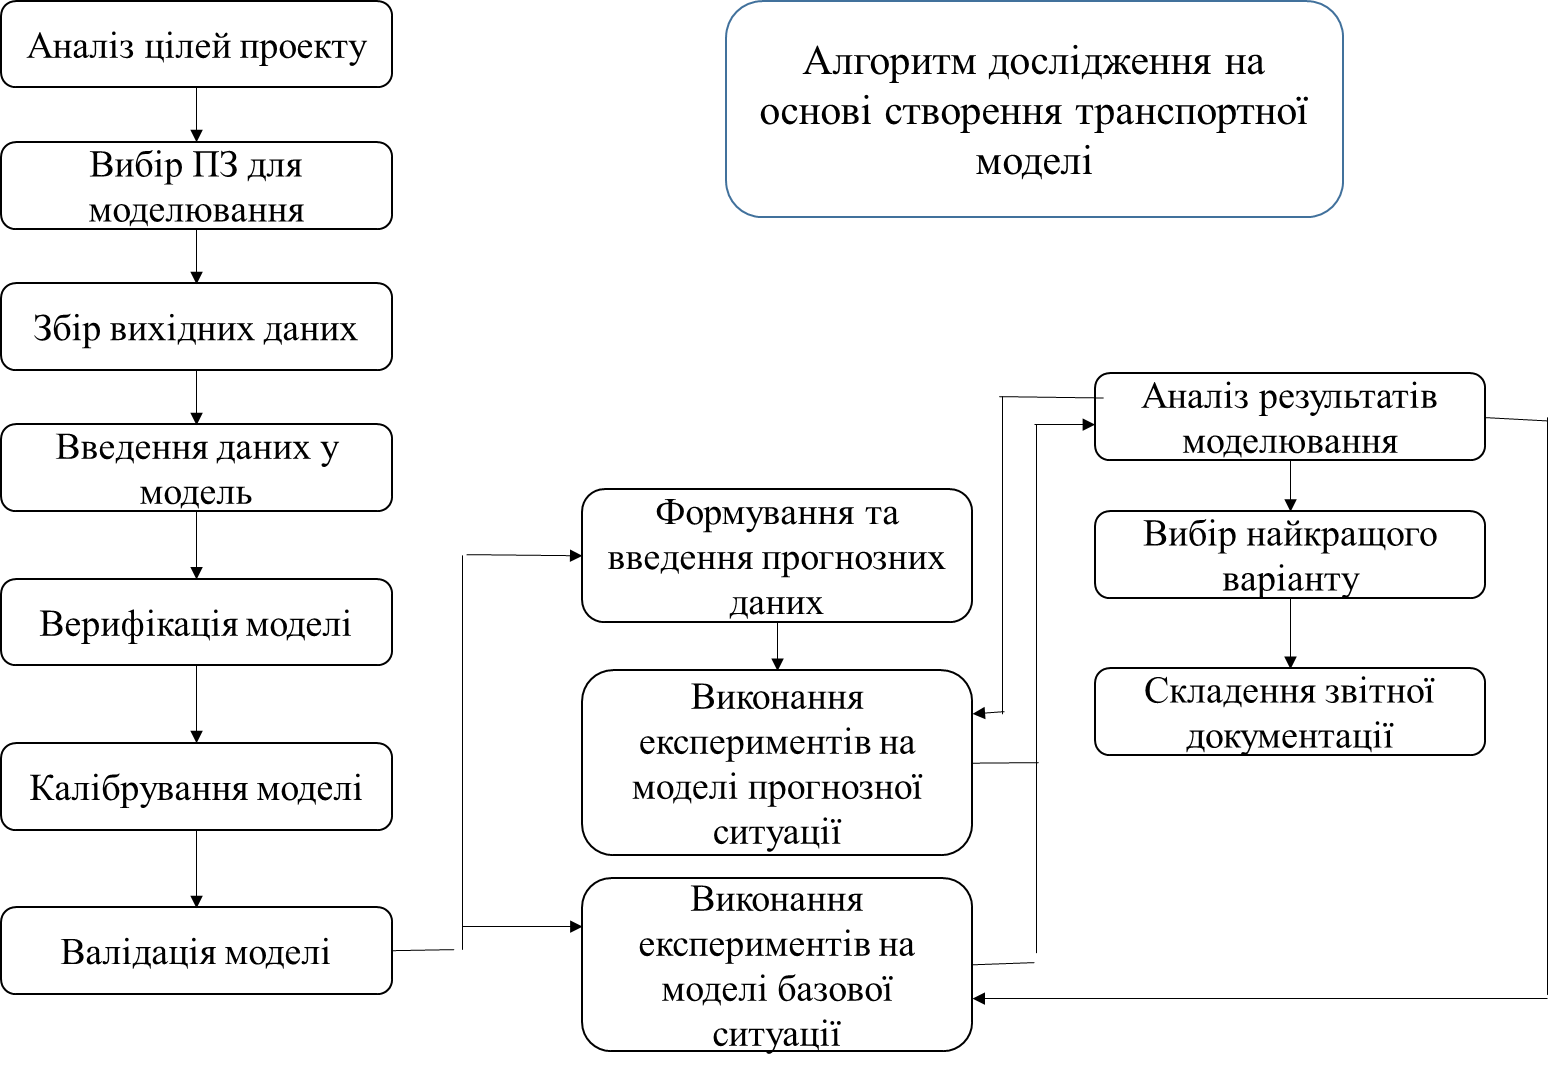 Аналіз цілей проекту
Вибір ПЗ для
моделювання
Збір вихідних даних
Введення даних у
модель
Верифікація моделі
Калібрування моделі
Валідація моделі
Алгоритм дослідження на
основі створення транспортної
моделі
Формування та
введення прогнозних
даних
Виконання
експериментів на
моделі прогнозної
ситуації
Виконання
експериментів на
моделі базової
ситуації
Аналіз результатів
моделювання
Вибір найкращого
варіанту
Складення звітної
документації